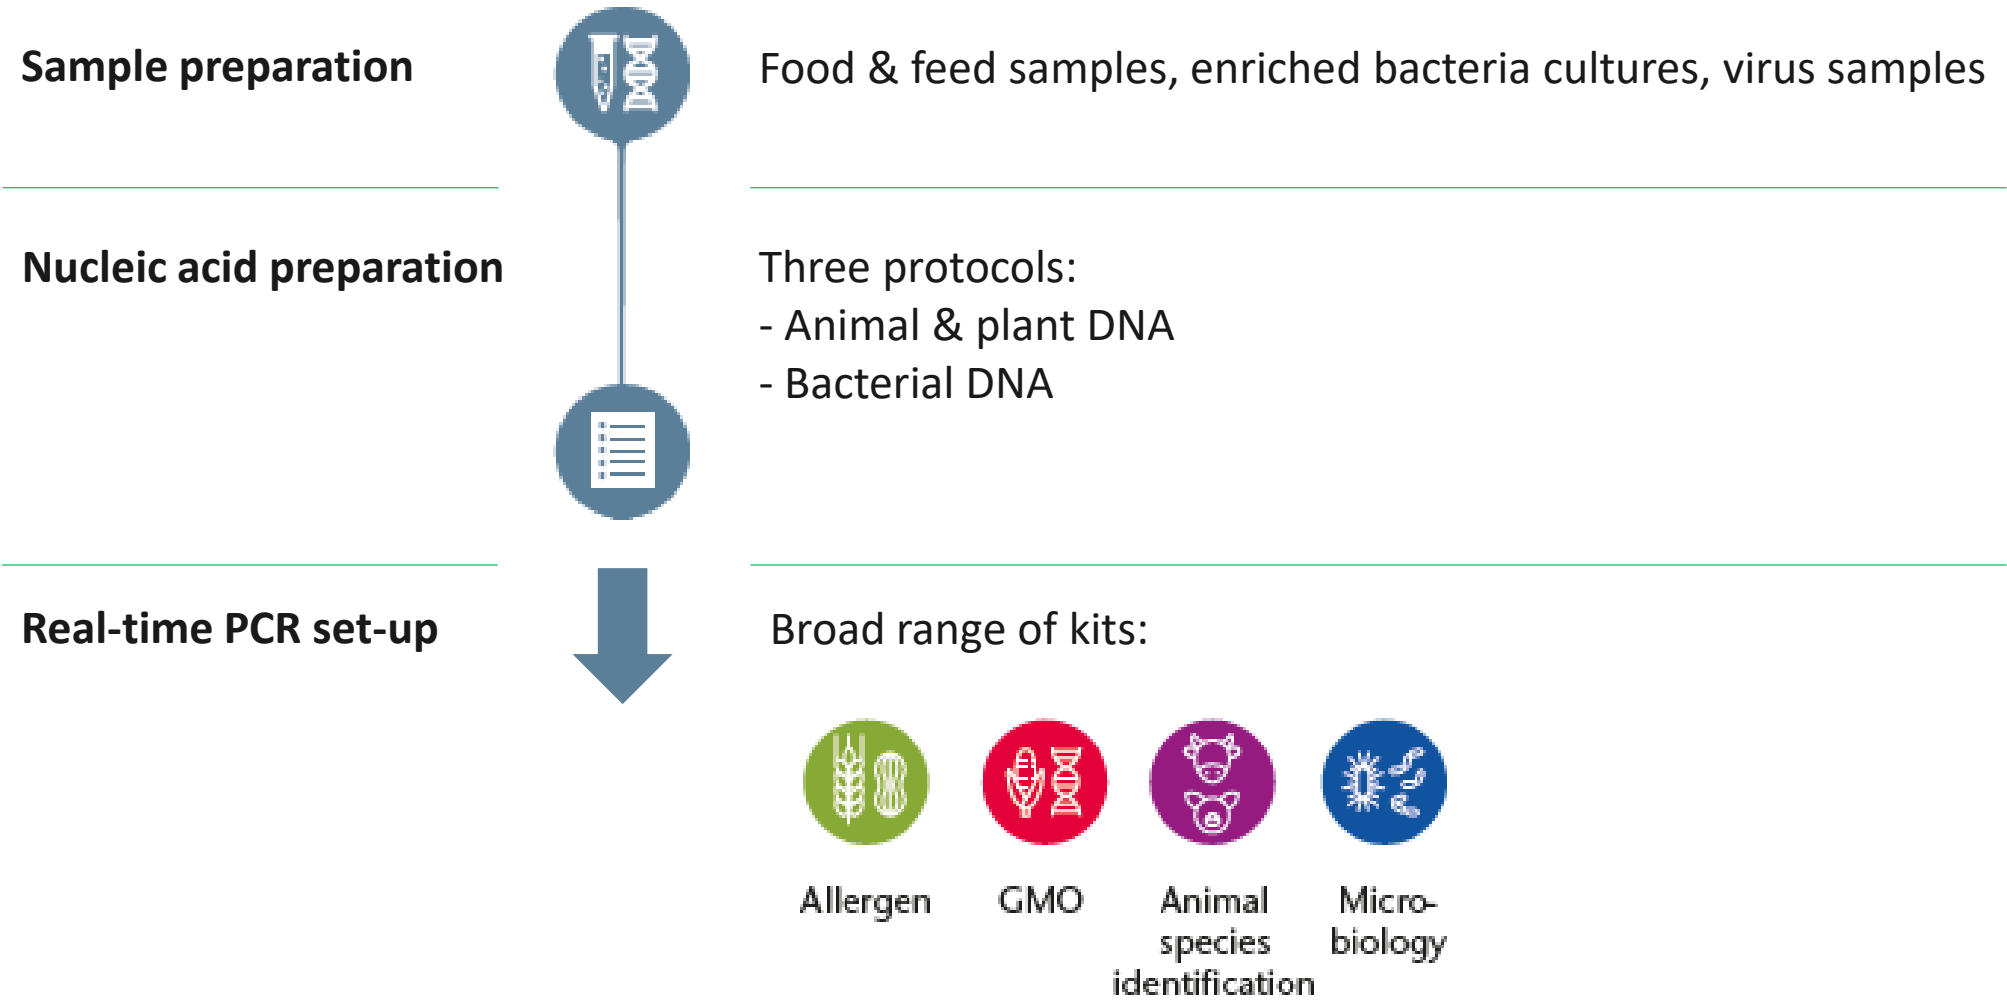 Sample preparation
Food & feed samples, enriched bacteria cultures, virus samples
Nucleic acid preparation
Three protocols:
- Animal & plant DNA
- Bacterial DNA
Real-time PCR set-up
Broad range of kits:
Allergen
GMO
Animal
species
identification
Micro-
biology